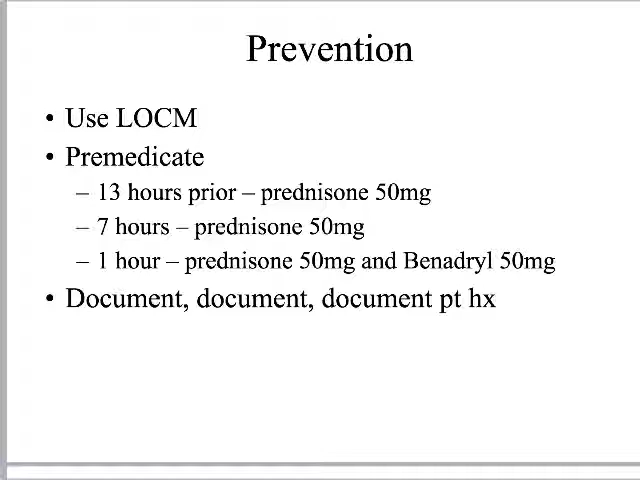 Prevention
• Use LOCM
• Premedicate
– 13 hours prior – prednisone 50mg
– 7 hours – prednisone 50mg
– 1 hour – prednisone 50mg and Benadryl 50mg
• Document, document, document pt hx